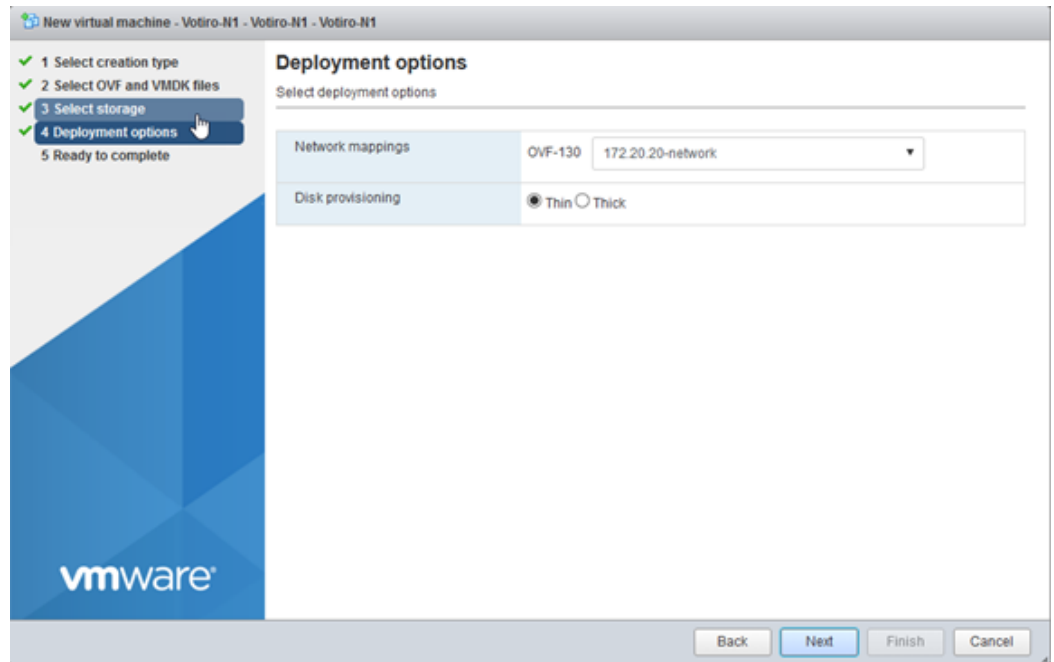 New virtual machine - Votiro-N1 - Votiro-N1 - Votiro-N1
1 Select creation type
2 Select OVF and VMDK files
3 Select storage
4 Deployment options
5 Ready to complete
Deployment options
Select deployment options
Network mappings OVF-130 172.20.20-network
Disk provisioning Thin Thick
vmware®
Back Next Finish Cancel